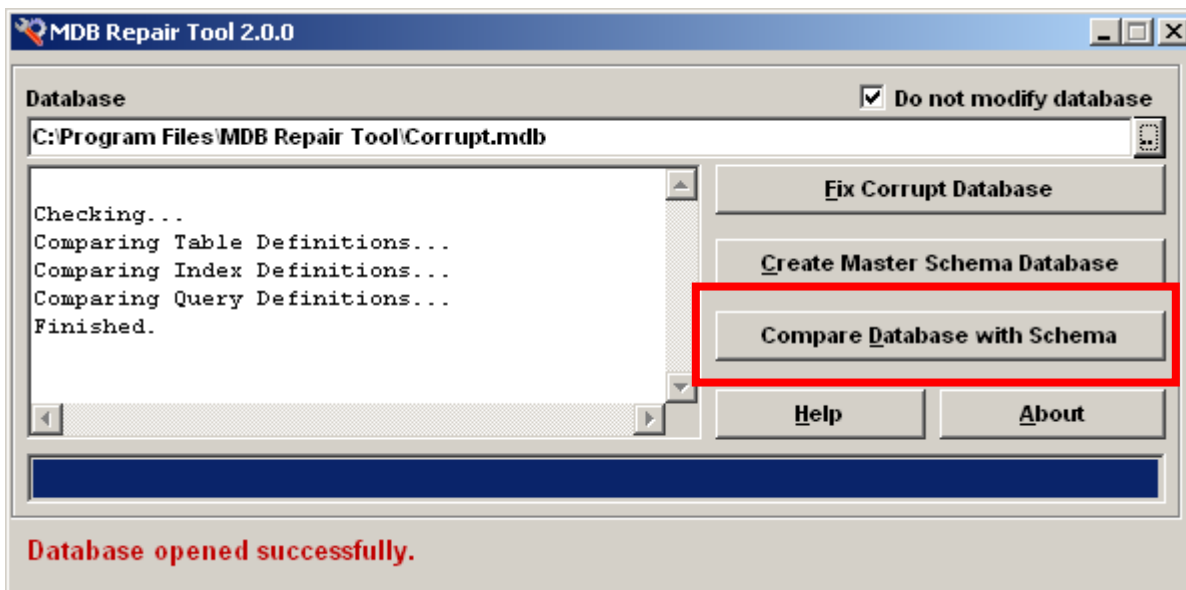 MDB Repair Tool 2.0.0
Database
Do not modify database
C:\Program Files\MDB Repair Tool\Corrupt.mdb
..
Checking...
Comparing Table Definitions...
Comparing Index Definitions...
Comparing Query Definitions...
Finished.
Fix Corrupt Database
Create Master Schema Database
Compare Database with Schema
Help
About
Database opened successfully.